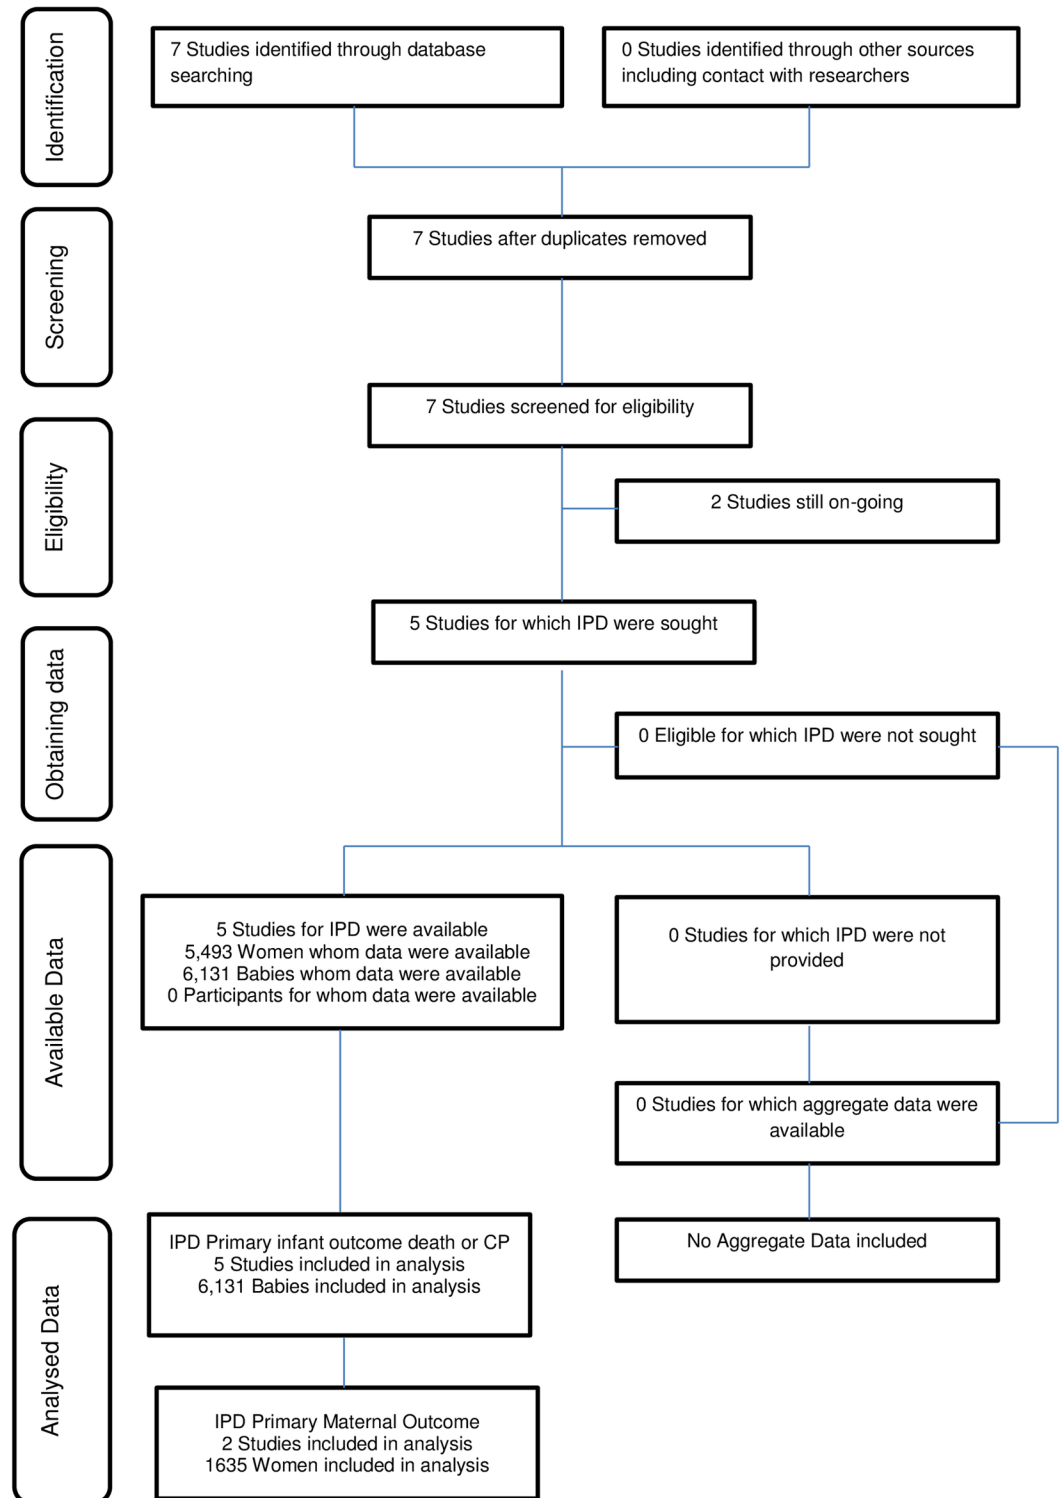 Identification
7 Studies identified through database
searching
0 Studies identified through other sources
including contact with researchers
Screening
7 Studies after duplicates removed
7 Studies screened for eligibility
Eligibility
2 Studies still on-going
5 Studies for which IPD were sought
Obtaining data
0 Eligible for which IPD were not sought
Available Data
5 Studies for IPD were available
5,493 Women whom data were available
6,131 Babies whom data were available
0 Participants for whom data were available
0 Studies for which IPD were not
provided
0 Studies for which aggregate data were
available
Analysed Data
IPD Primary infant outcome death or CP
5 Studies included in analysis
6,131 Babies included in analysis
No Aggregate Data included
IPD Primary Maternal Outcome
2 Studies included in analysis
1635 Women included in analysis